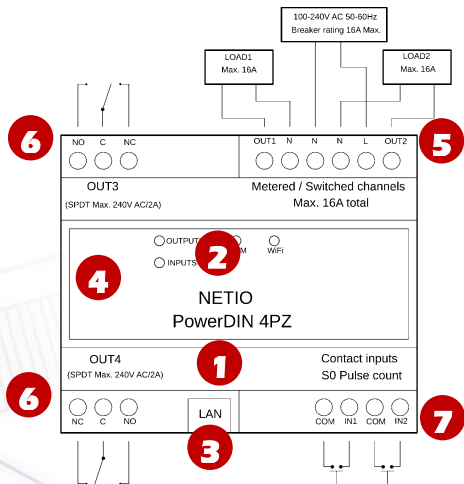 100-240V AC 50-60Hz
Breaker rating 16A Max.
LOAD1
Max. 16A
LOAD2
Max. 16A
6
5
NO C NC
OUT1 N N N L OUT2
OUT3
(SPDT Max. 240V AC/2A)
Metered / Switched channels
Max. 16A total
OUTPUT
2
M
WiFi
INPUTS
4
NETIO
PowerDIN 4PZ
1
OUT4
(SPDT Max. 240V AC/2A)
Contact inputs
S0 Pulse count
6
7
NC C NO
LAN
COM IN1 COM IN2
3